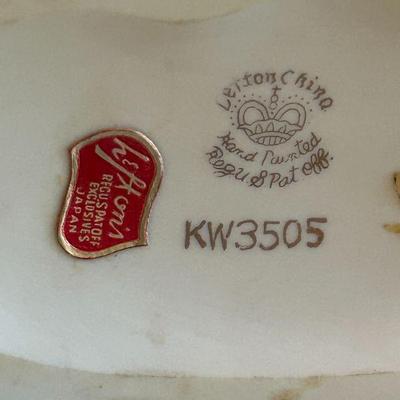 Lefton China
Hand Painted
Reg U.S Pat off.
KW3505
Lefton's
REG.U.S.PAT.OFF
EXCLUSIVES
JAPAN